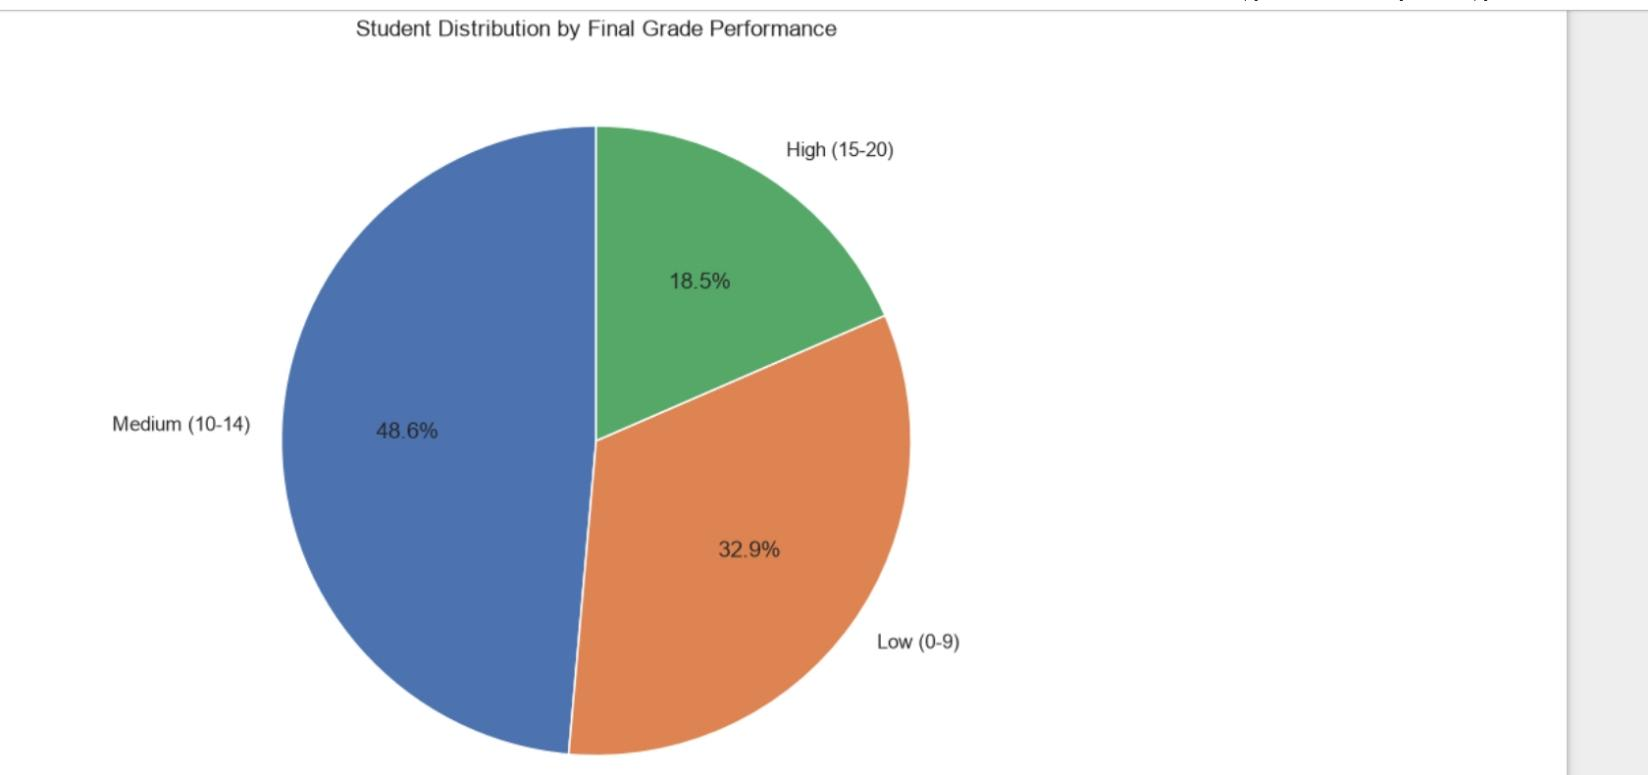 Student Distribution by Final Grade Performance
High (15-20)
18.5%
Medium (10-14)
48.6%
32.9%
Low (0-9)